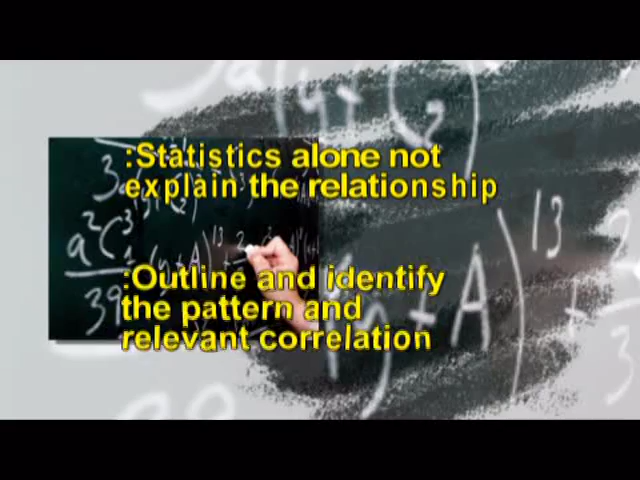 :Statistics alone not
explain the relationship
:Outline and identify
the pattern and
relevant correlation